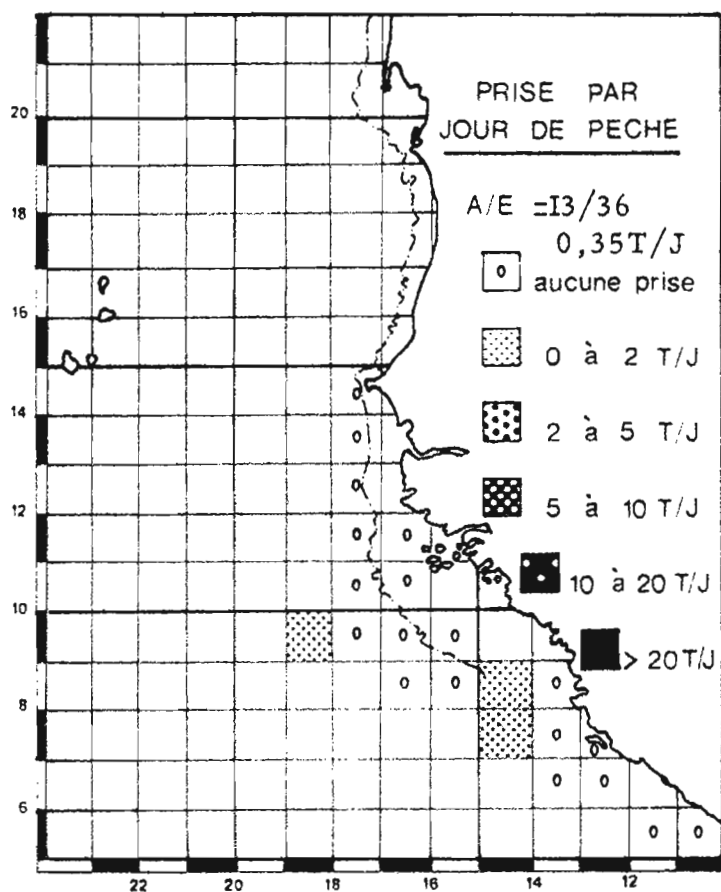 PRISE PAR
JOUR DE PECHE
A/E =I3/36
0,35T/J
aucune prise
0 à 2 T/J
2 à 5 T/J
5 à 10 T/J
10 à 20 T/J
> 20T/J
20
18
16
14
12
10
8
6
22 20 18 16 14 12